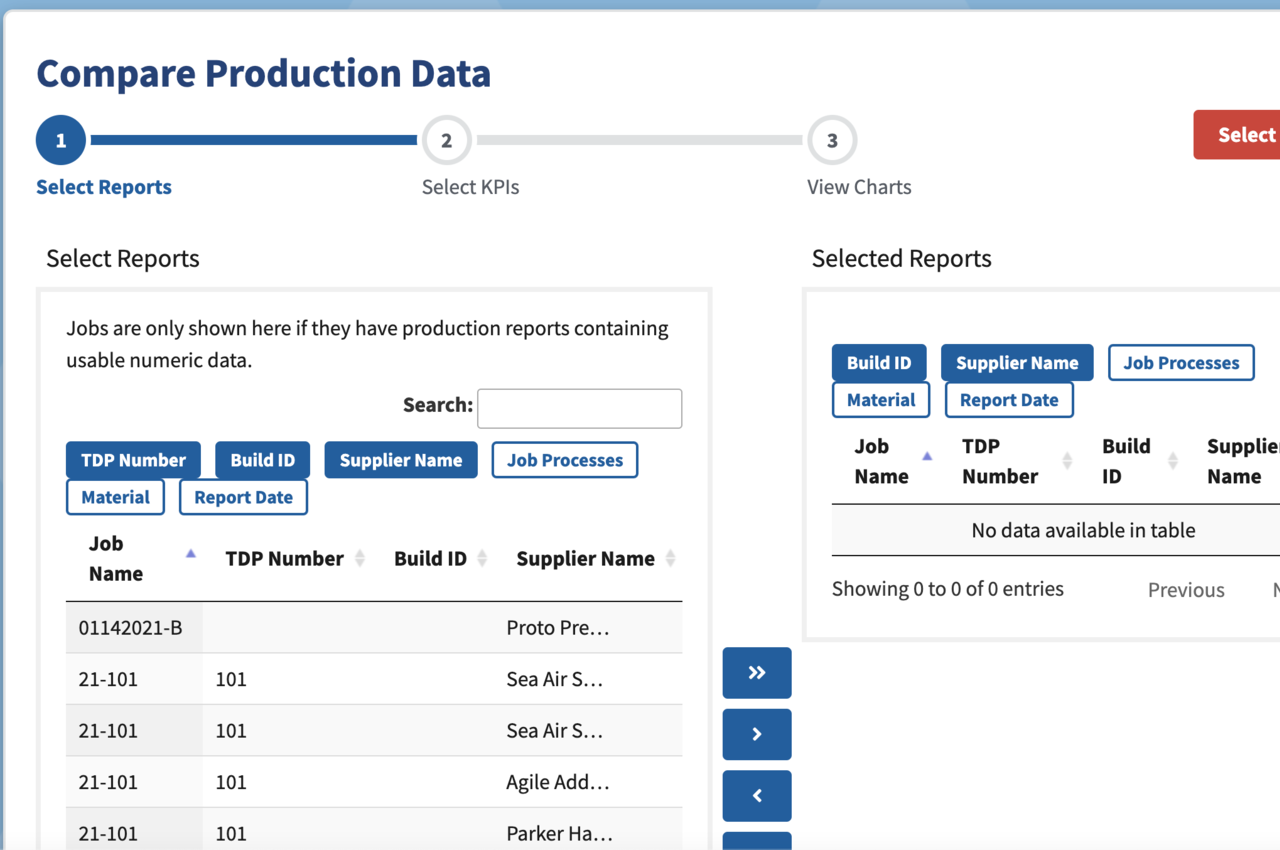 Compare Production Data
1
2
3
Select
Select Reports
Select KPIs
View Charts
Select Reports
Jobs are only shown here if they have production reports containing
usable numeric data.
Search:
TDP Number Build ID Supplier Name Job Processes
Material Report Date
Job Name TDP Number Build ID Supplier Name
01142021-B Proto Pre...
21-101 101 Sea Air S...
21-101 101 Sea Air S...
21-101 101 Agile Add...
21-101 101 Parker Ha...
»
›
‹
Selected Reports
Build ID Supplier Name Job Processes
Material Report Date
Job Name TDP Number Build ID Supplier Name
No data available in table
Showing 0 to 0 of 0 entries Previous